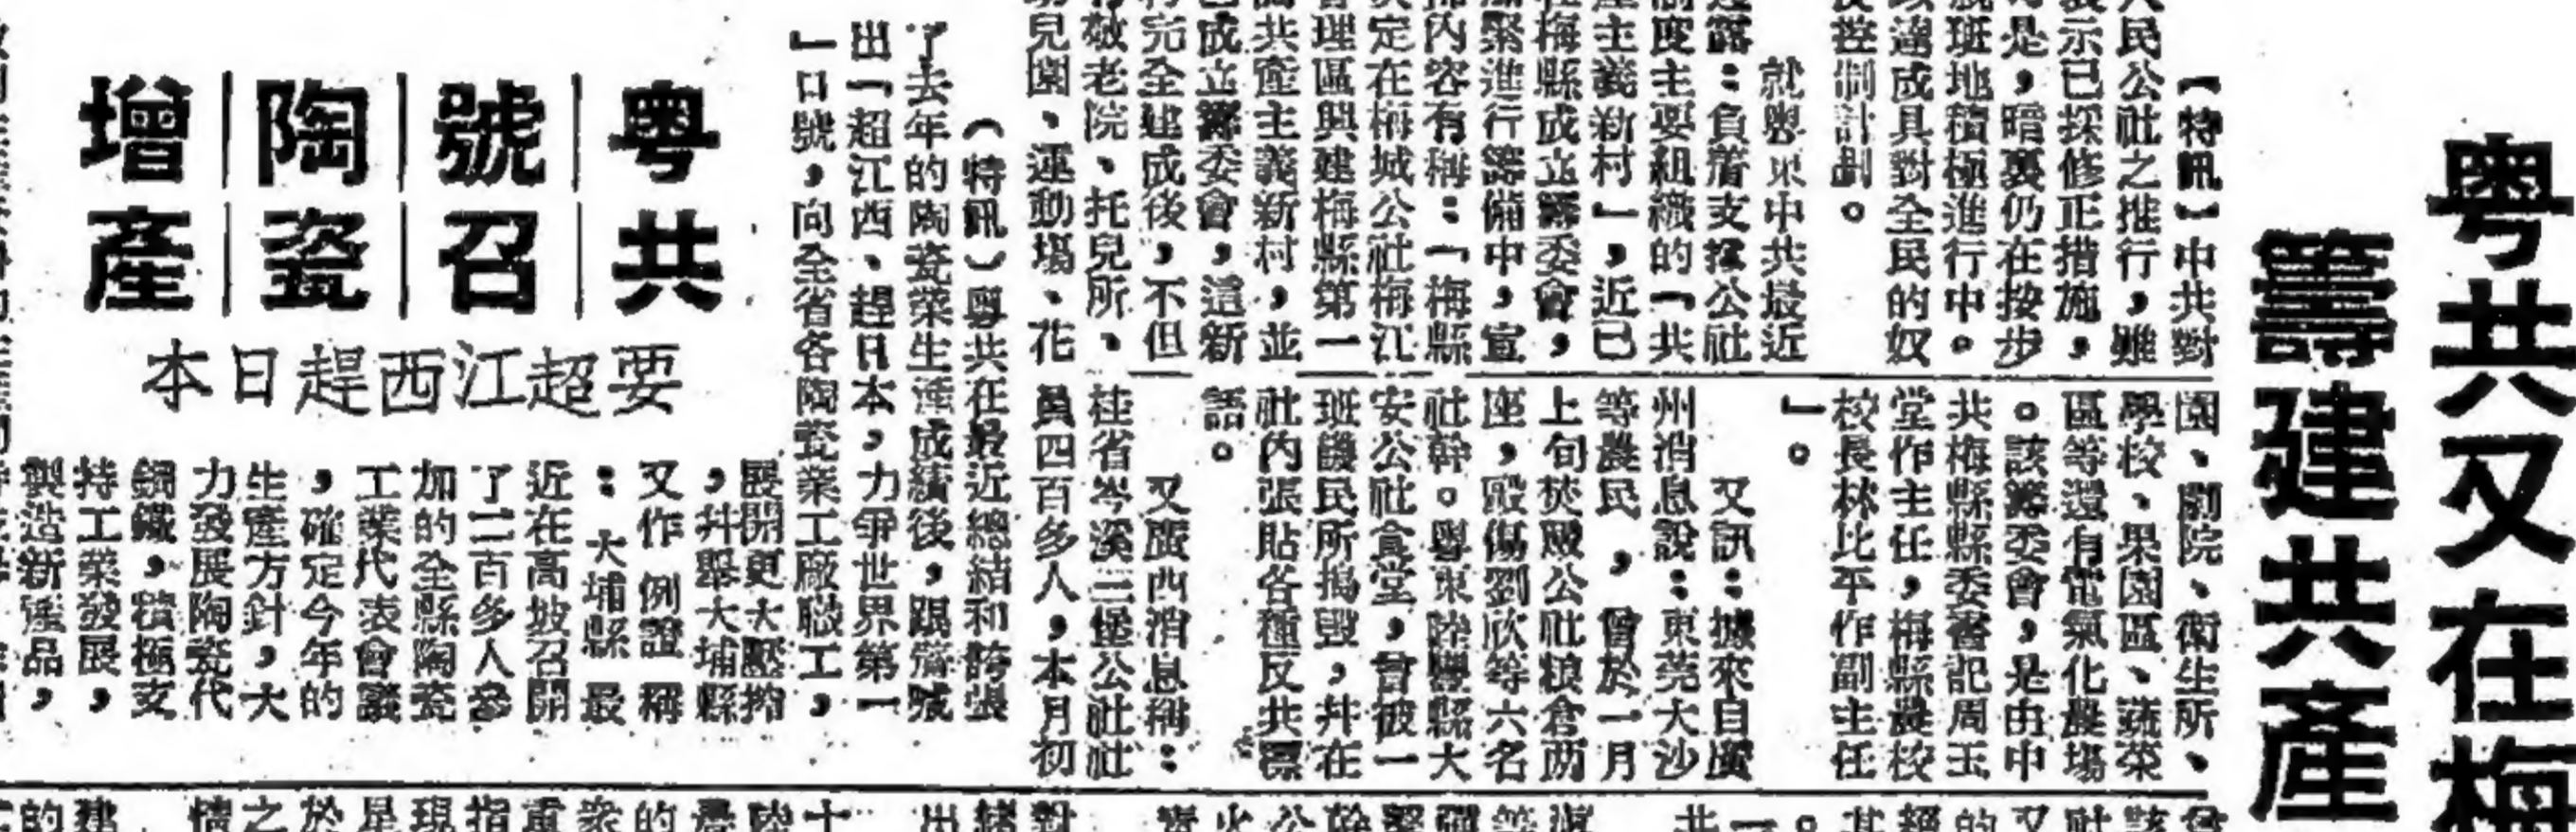 粤共又在梅
籌建共產
【特訊】中共對
人民公社之推行，雖
表示已採修正措施，
是，暗裏仍在按步
就班地積極進行中。
以達成具對全民的奴
役控制計劃。
就粵東中共最近
透露：負着支援公社
制度主要組織的「共
產主義新村」，近已
在梅縣成立籌委會，
加緊進行籌備中，宣
佈內容有稱：「梅縣
決定在梅城公社梅江
管理區興建梅縣第一
個共產主義新村，並
已成立籌委會，這新
村完全建成後，不但
有敬老院、托兒所、
幼兒園、運動場、花
園、劇院、衛生所、
學校、果園區、蔬菜
區等還有電氣化農場
。該籌委會，是由中
共梅縣縣委書記周玉
堂作主任，梅縣農校
校長林比平作副主任
」。
又訊：據來自廣
州消息說：東莞大沙
等農民，曾於一月
上旬焚毀公社粮倉两
座，毆傷劉欣等六名
社幹。粵東陸豐縣大
安公社食堂，曾被一
班饑民所搗毀，并在
社內張貼各種反共標
語。
又廣西消息稱：
桂省岑溪三堡公社社
員四百多人，本月初
粤共
號召
陶瓷
增產
要超江西趕日本
（特訊）粵共在最近總結和誇張
了去年的陶瓷業生產成績後，跟着號
出「超江西、趕日本，力爭世界第一
」口號，向全省各陶瓷業工廠職工，
展開更大壓搾
，并舉大埔縣
又作例證稱
：大埔縣最
近在高坡召開
了二百多人參
加的全縣陶瓷
工業代表會議
，確定今年的
生產方針，大
力發展陶瓷代
鋼鐵，積極支
持工業發展，
製造新產品，